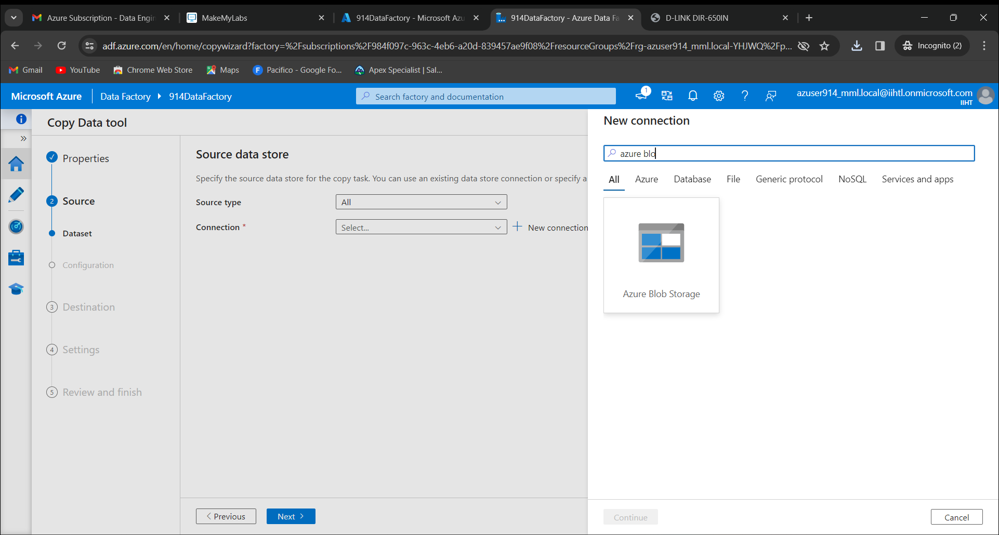 Azure Subscription - Data Engin
MakeMyLabs
914DataFactory - Microsoft Azu
914DataFactory - Azure Data Fa
D-LINK DIR-650IN
adf.azure.com/en/home/copywizard?factory=%2Fsubscriptions%2F984f097c-963c-4eb6-a20d-839457ae9f08%2FresourceGroups%2Frg-azuser914_mml.local-YHJWQ%2Fp...
Incognito (2)
Gmail
YouTube
Chrome Web Store
Maps
Pacifico - Google Fo...
Apex Specialist | Sal...
Microsoft Azure
Data Factory
914DataFactory
Search factory and documentation
1
azuser914_mml.local@iihtl.onmicrosoft.com
IIHT
Copy Data tool
Properties
2 Source
Dataset
Configuration
3 Destination
4 Settings
5 Review and finish
Source data store
Specify the source data store for the copy task. You can use an existing data store connection or specify a
Source type
All
Connection *
Select...
New connection
Previous
Next
New connection
azure blo
All
Azure
Database
File
Generic protocol
NoSQL
Services and apps
Azure Blob Storage
Continue
Cancel